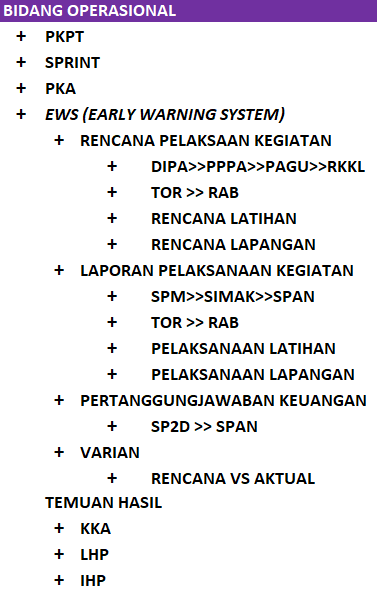 BIDANG OPERASIONAL
+ PKPT
+ SPRINT
+ PKA
+ EWS (EARLY WARNING SYSTEM)
+ RENCANA PELAKSAAN KEGIATAN
+ DIPA>>PPPA>>PAGU>>RKKL
+ TOR >> RAB
+ RENCANA LATIHAN
+ RENCANA LAPANGAN
+ LAPORAN PELAKSANAAN KEGIATAN
+ SPM>>SIMAK>>SPAN
+ TOR >> RAB
+ PELAKSANAAN LATIHAN
+ PELAKSANAAN LAPANGAN
+ PERTANGGUNGJAWABAN KEUANGAN
+ SP2D >> SPAN
+ VARIAN
+ RENCANA VS AKTUAL
TEMUAN HASIL
+ KKA
+ LHP
+ IHP